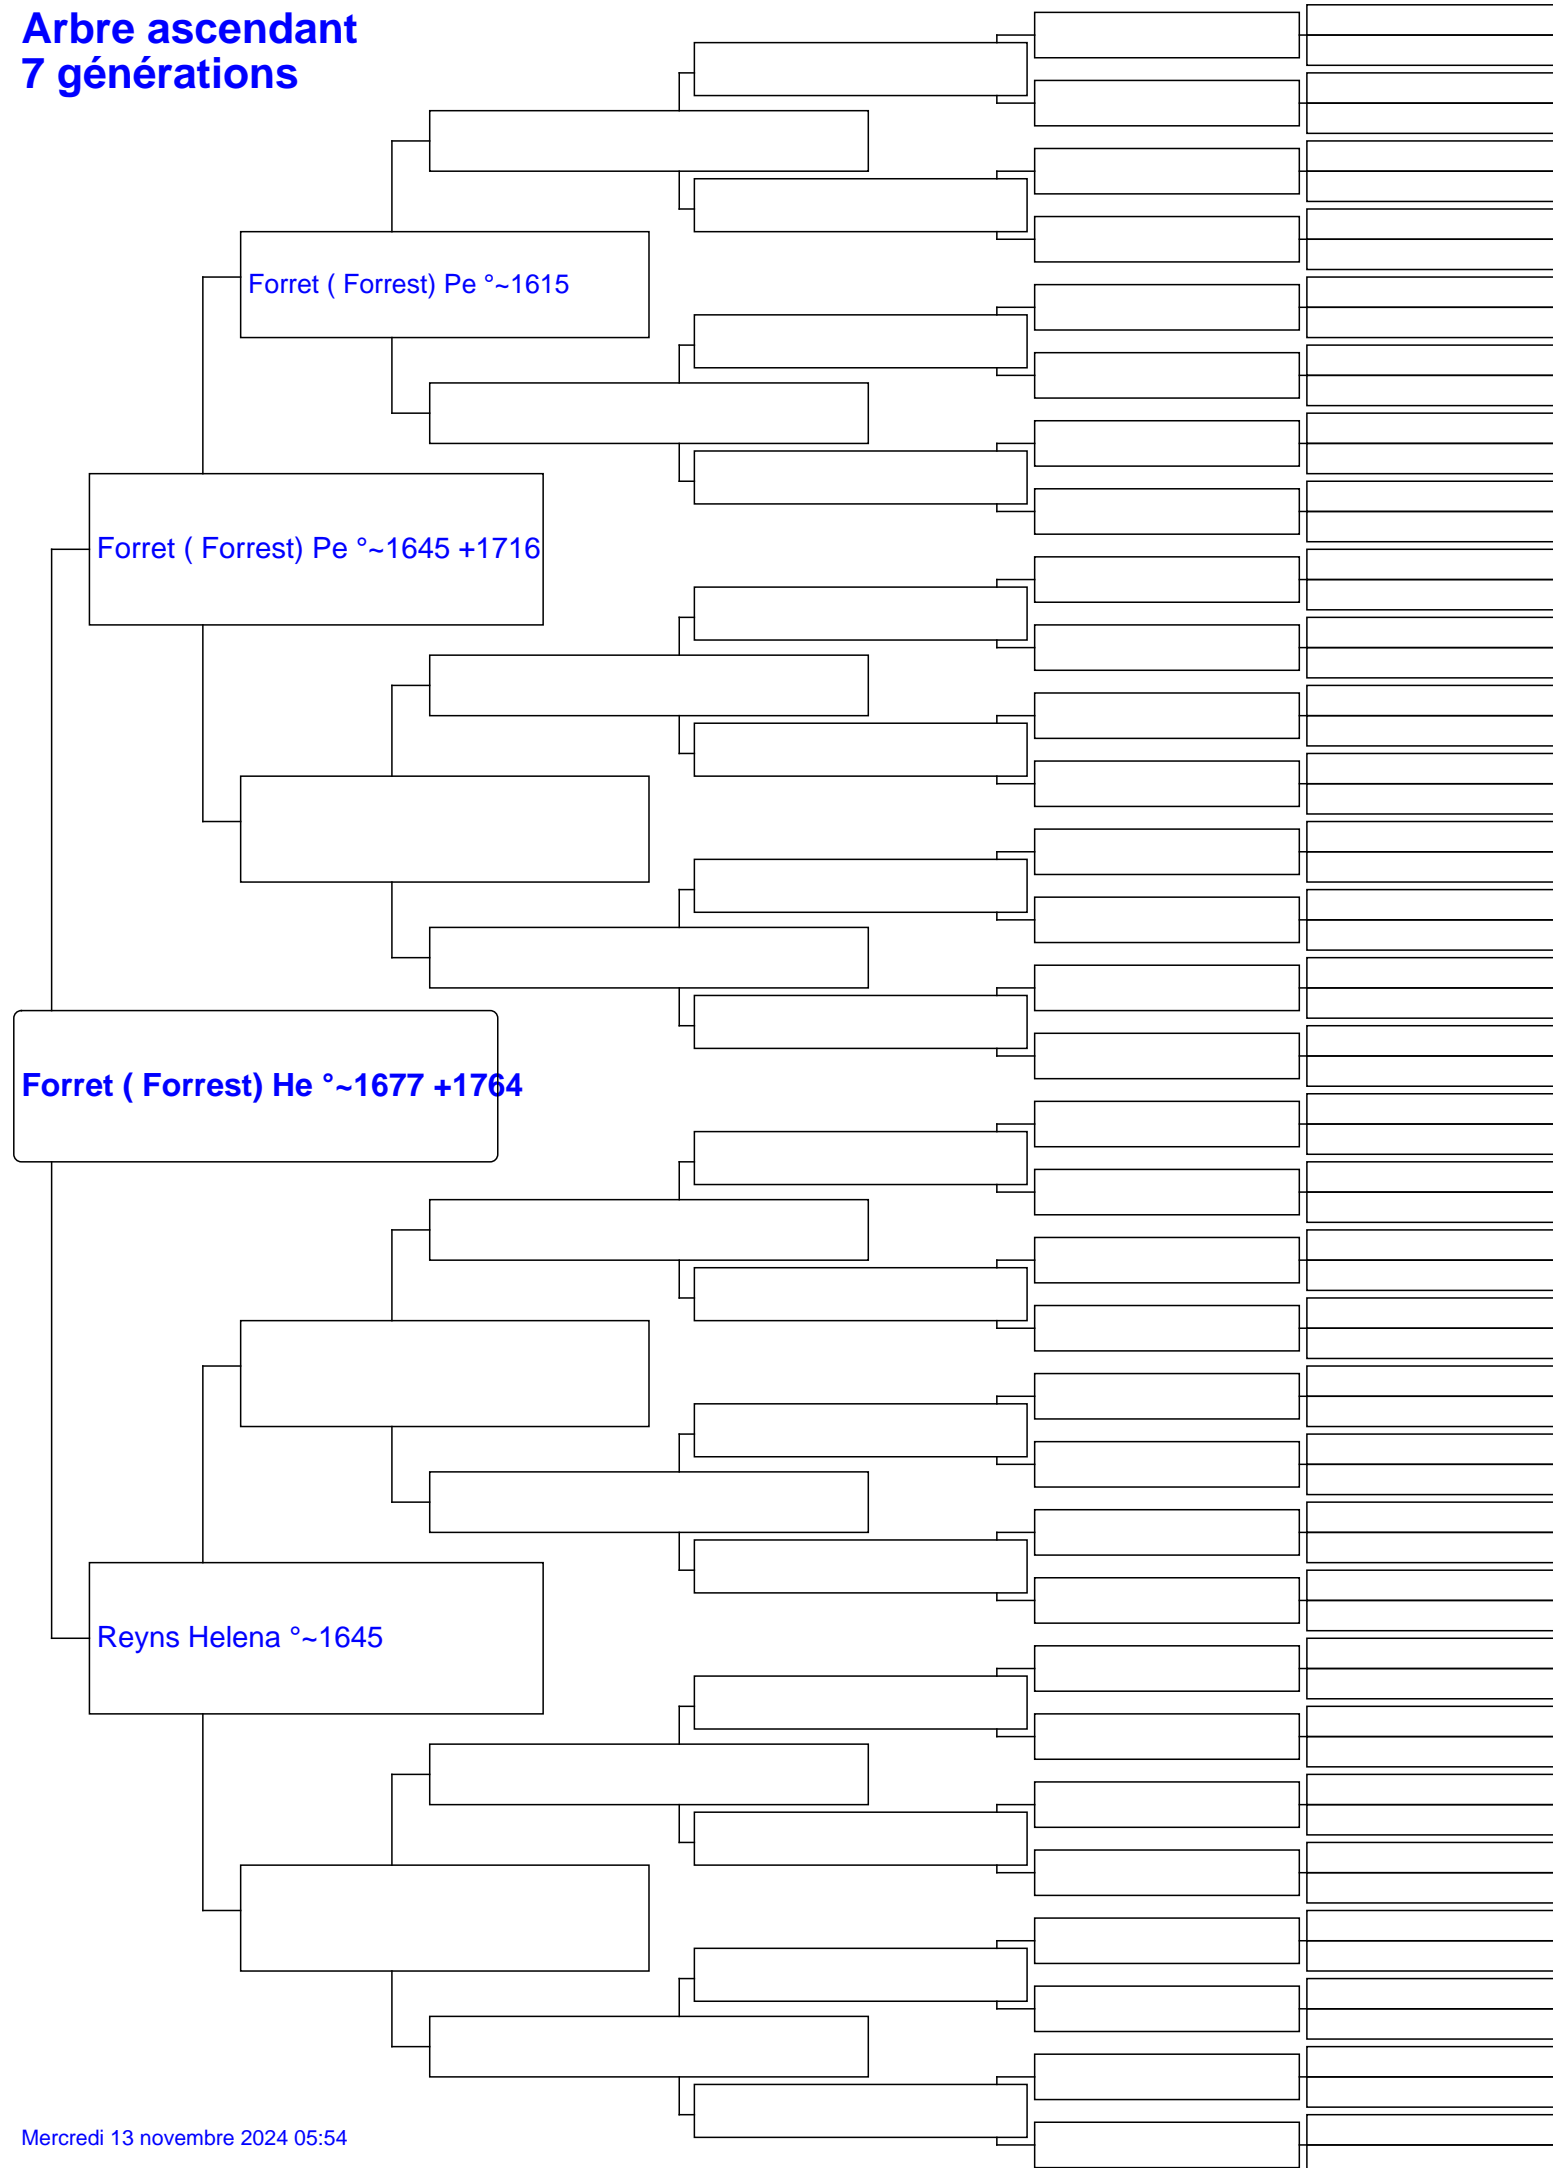 Arbre ascendant
7 générations
Forret ( Forrest) Pe °~1615
Forret ( Forrest) Pe °~1645 +1716
Forret ( Forrest) He °~1677 +1764
Reyns Helena °~1645
Mercredi 13 novembre 2024 05:54